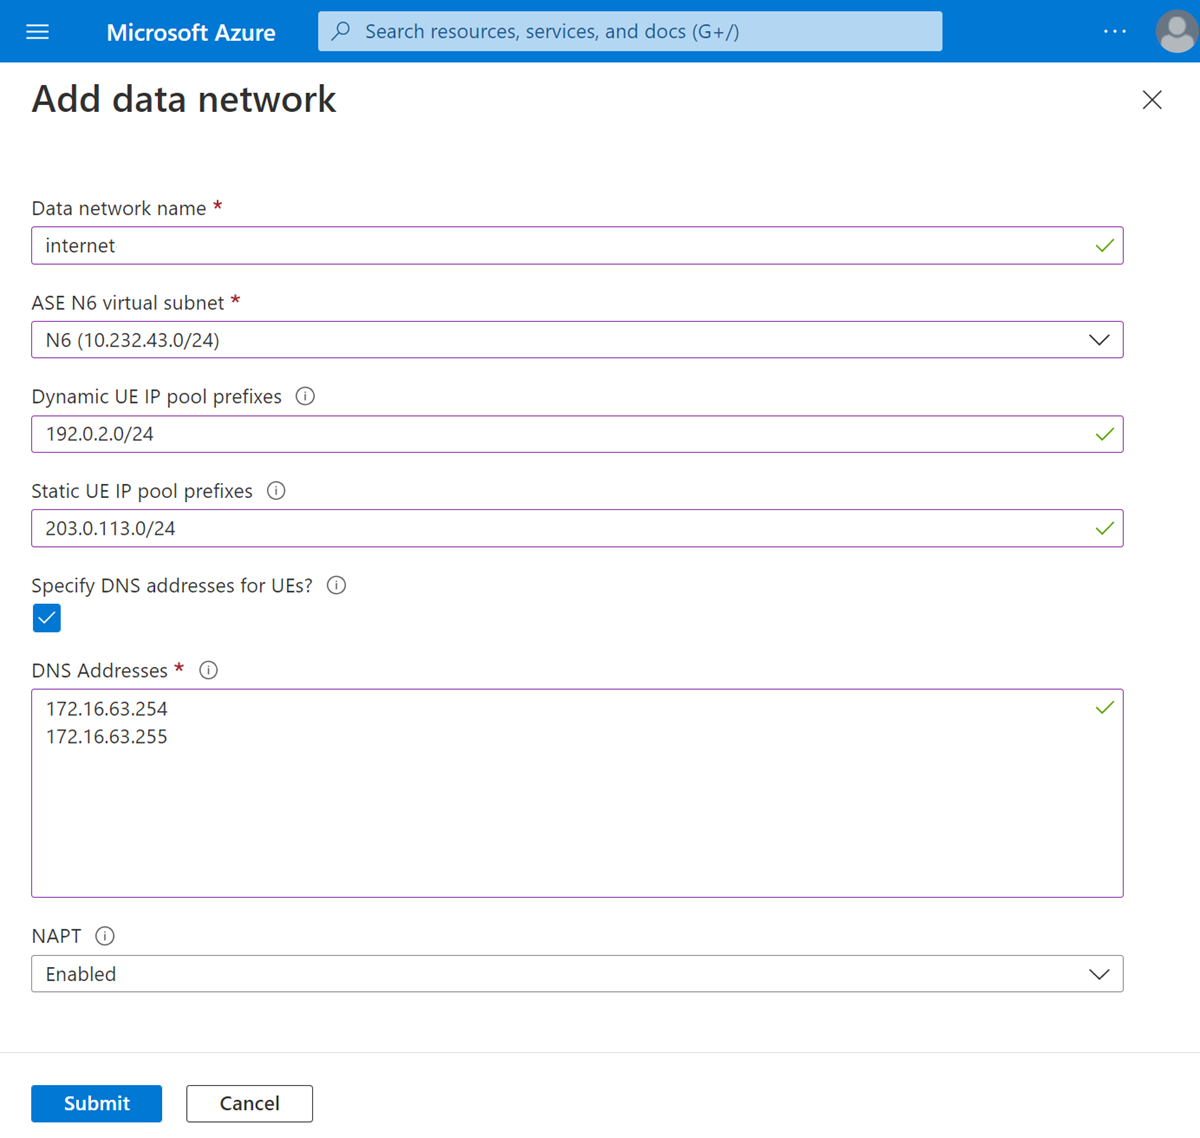 Microsoft Azure
Search resources, services, and docs (G+/)
Add data network
Data network name *
internet
ASE N6 virtual subnet *
N6 (10.232.43.0/24)
Dynamic UE IP pool prefixes
192.0.2.0/24
Static UE IP pool prefixes
203.0.113.0/24
Specify DNS addresses for UEs?
DNS Addresses *
172.16.63.254
172.16.63.255
NAPT
Enabled
Submit Cancel